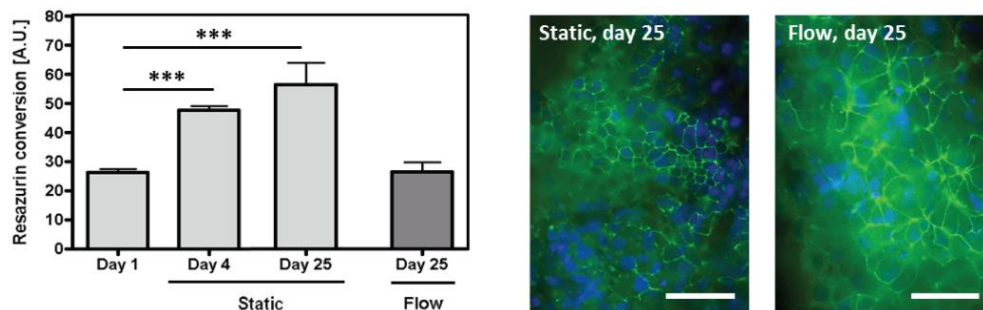 80
70
60
50
40
30
20
10
0
Resazurin conversion [A.U.]
***
***
Day 1
Day 4
Day 25
Day 25
Static
Flow
Static, day 25
Flow, day 25